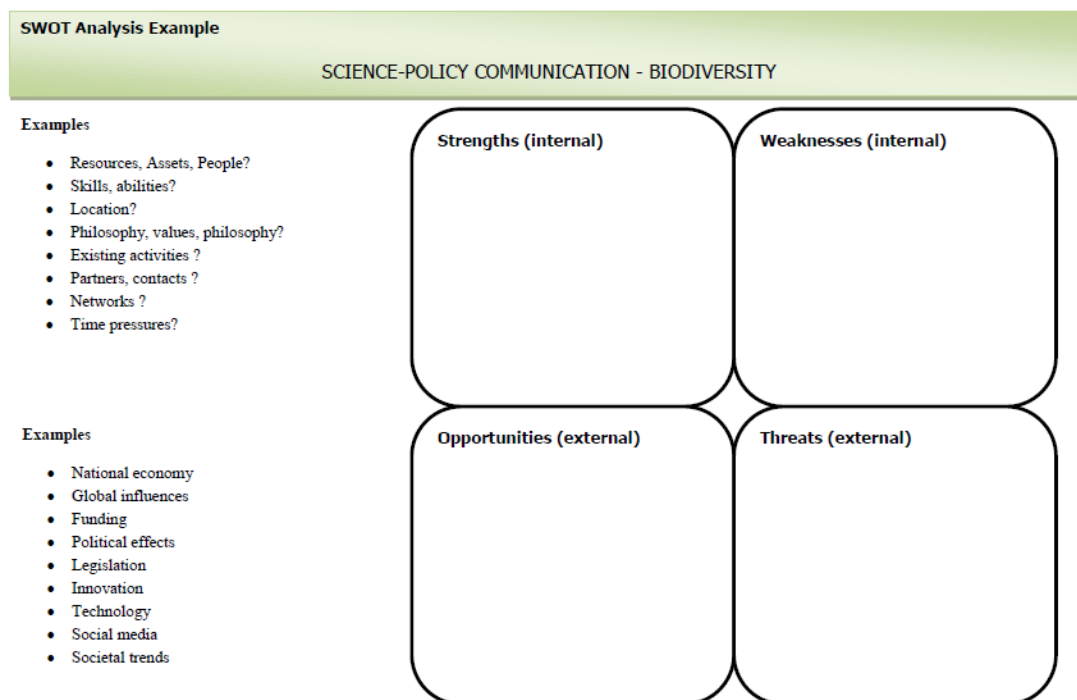 SWOT Analysis Example
SCIENCE-POLICY COMMUNICATION - BIODIVERSITY
Examples
• Resources, Assets, People?
• Skills, abilities?
• Location?
• Philosophy, values, philosophy?
• Existing activities ?
• Partners, contacts ?
• Networks ?
• Time pressures?
Strengths (internal)
Weaknesses (internal)
Examples
• National economy
• Global influences
• Funding
• Political effects
• Legislation
• Innovation
• Technology
• Social media
• Societal trends
Opportunities (external)
Threats (external)